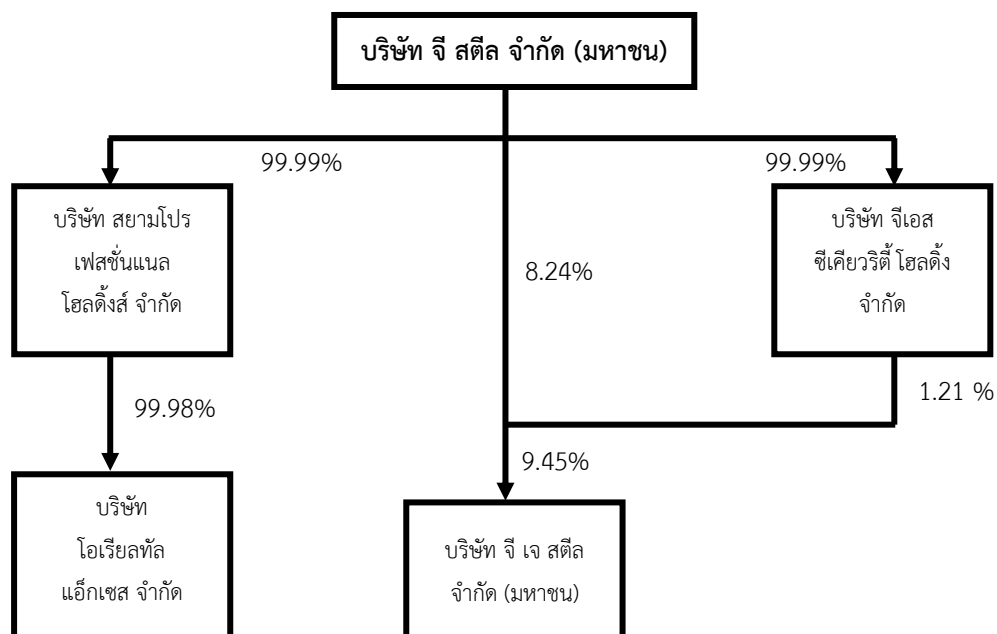 บริษัท จี สตีล จำกัด (มหาชน)
99.99%
99.99%
บริษัท สยามโปร
เฟสชั่นแนล
โฮลดิ้งส์ จำกัด
8.24%
บริษัท จีเอส
ซีเคียวริตี้ โฮลดิ้ง
จำกัด
99.98%
1.21 %
9.45%
บริษัท
โอเรียลทัล
แอ็กเซส จำกัด
บริษัท จี เจ สตีล
จำกัด (มหาชน)